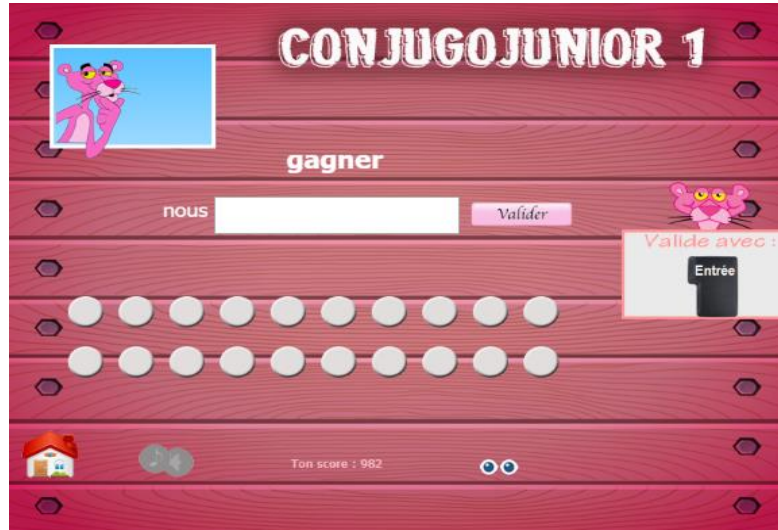 CONJUGOJUNIOR 1
gagner
nous
Valider
Valide avec :
Entrée
Ton score : 982